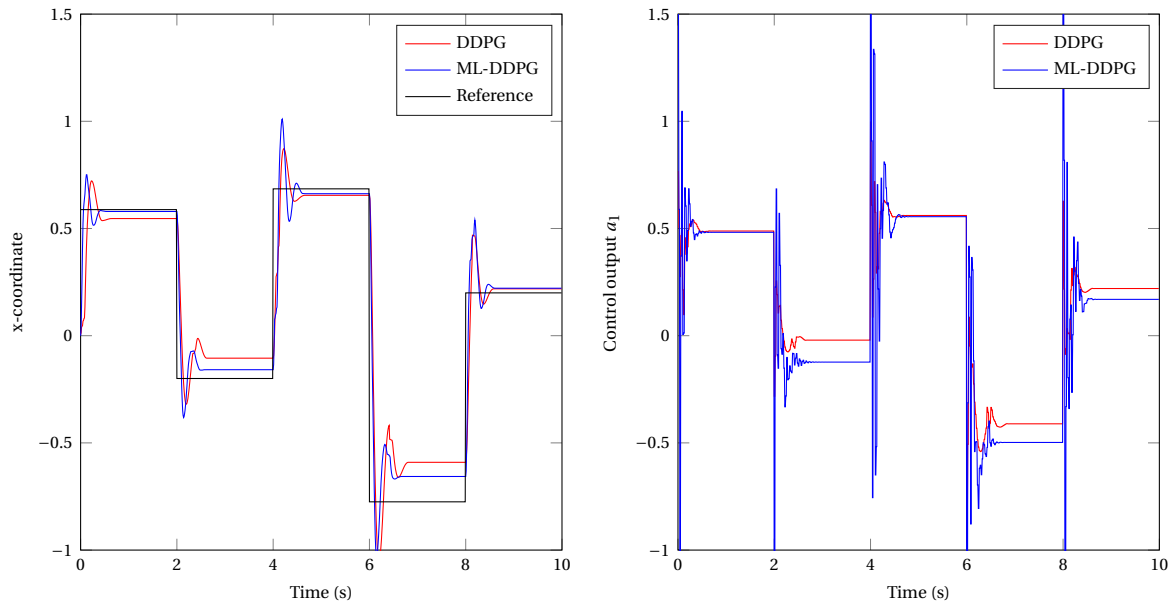 1.5
1
0.5
0
−0.5
−1
0
2
4
6
8
10
x-coordinate
Time (s)
DDPG
ML-DDPG
Reference
1.5
1
0.5
0
−0.5
−1
0
2
4
6
8
10
Control output a₁
Time (s)
DDPG
ML-DDPG